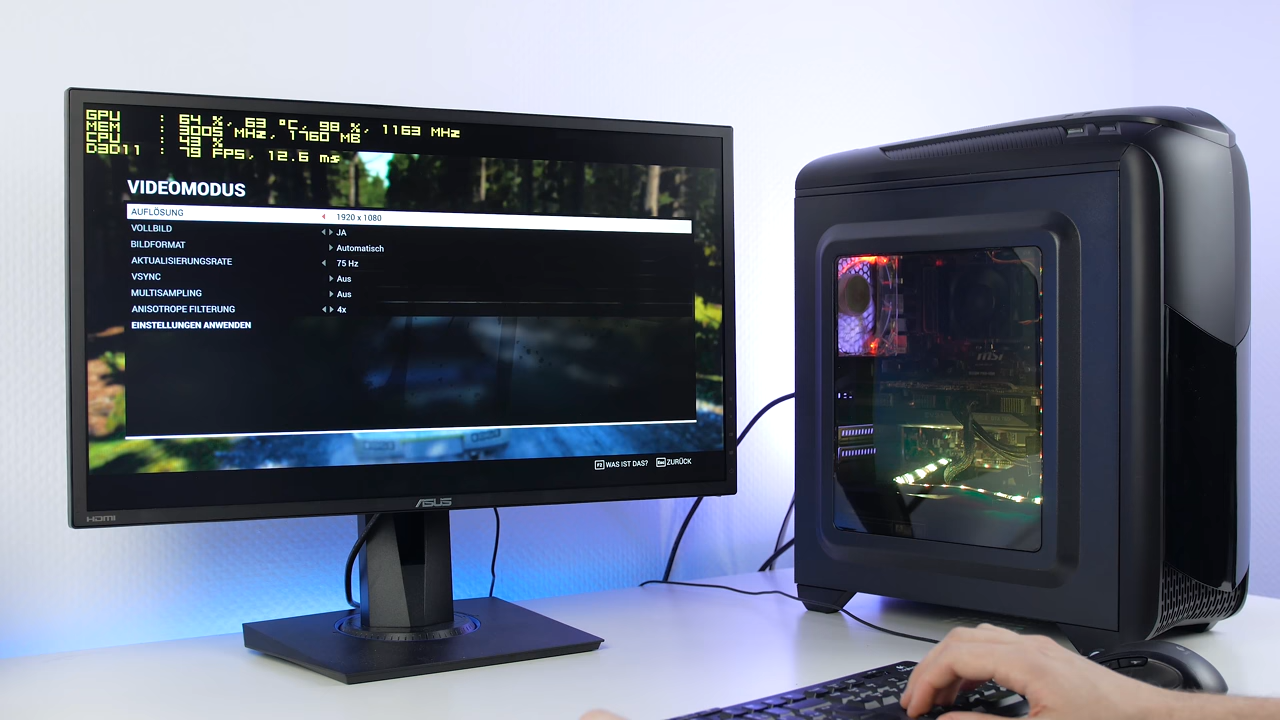 GPU : 64 %, 63 °C, 98 %, 1163 MHz
MEM : 3005 MHz, 1760 MB
CPU : 43 %
D3D11 : 79 FPS, 12.6 ms
VIDEOMODUS
AUFLÖSUNG 1920 x 1080
VOLLBILD JA
BILDFORMAT Automatisch
AKTUALISIERUNGSRATE 75 Hz
VSYNC Aus
MULTISAMPLING Aus
ANISOTROPE FILTERUNG 4x
EINSTELLUNGEN ANWENDEN
F3 WAS IST DAS? Esc ZURÜCK
HDMI
ASUS
msi